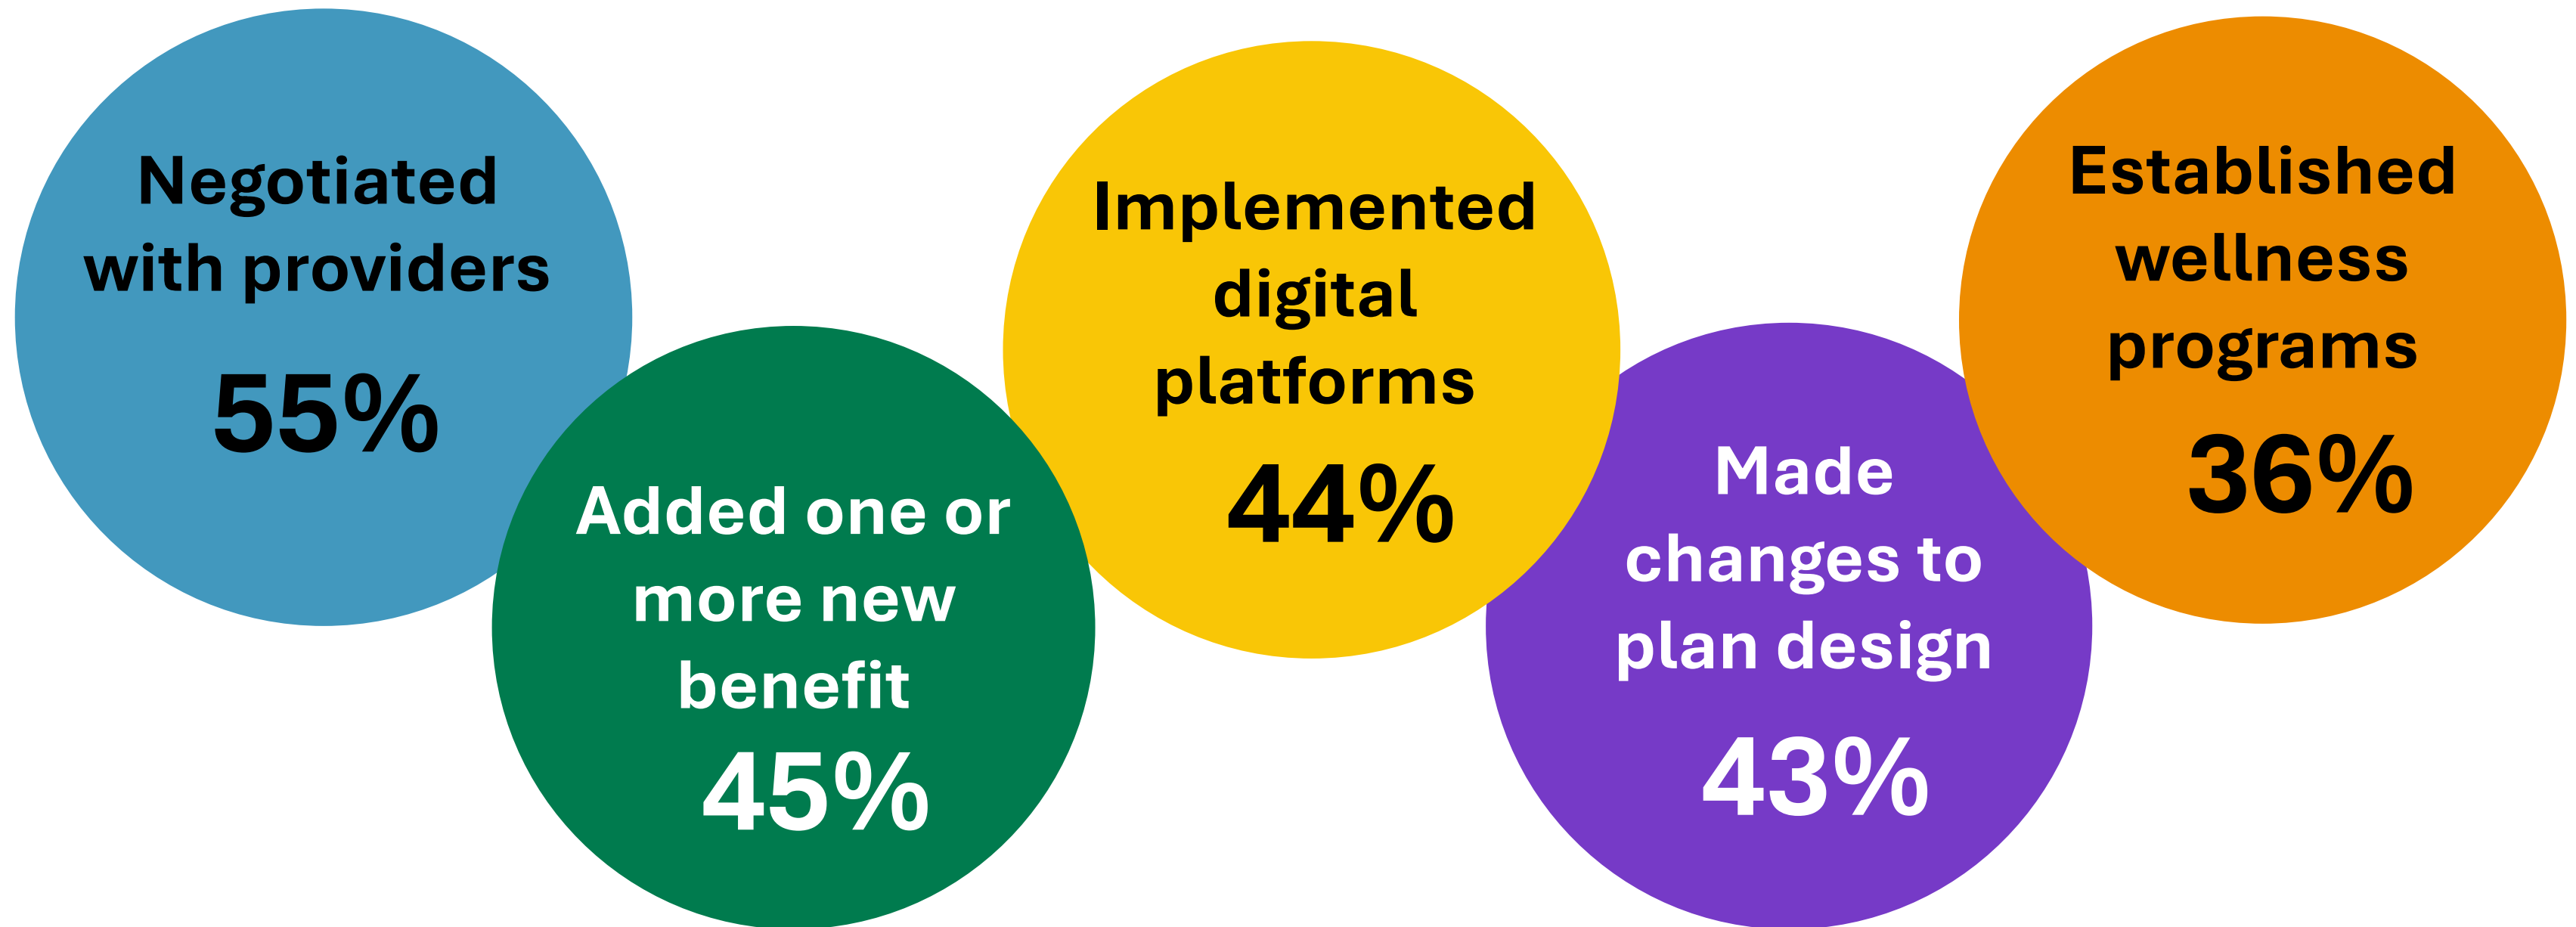 Negotiated
with providers
55%
Added one or
more new
benefit
45%
Implemented
digital
platforms
44%
Made
changes to
plan design
43%
Established
wellness
programs
36%